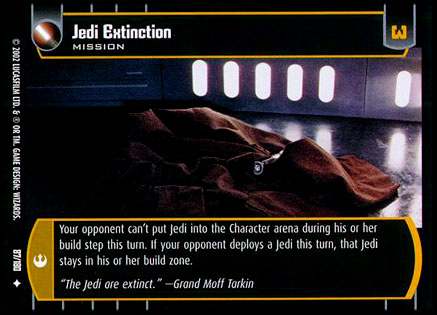 Jedi Extinction
MISSION
3
Your opponent can't put Jedi into the Character arena during his or her
build step this turn. If your opponent deploys a Jedi this turn, that Jedi
stays in his or her build zone.
"The Jedi are extinct." —Grand Moff Tarkin
© 2002 LUCASFILM LTD. & ® OR TM. GAME DESIGN: WIZARDS.
87/180